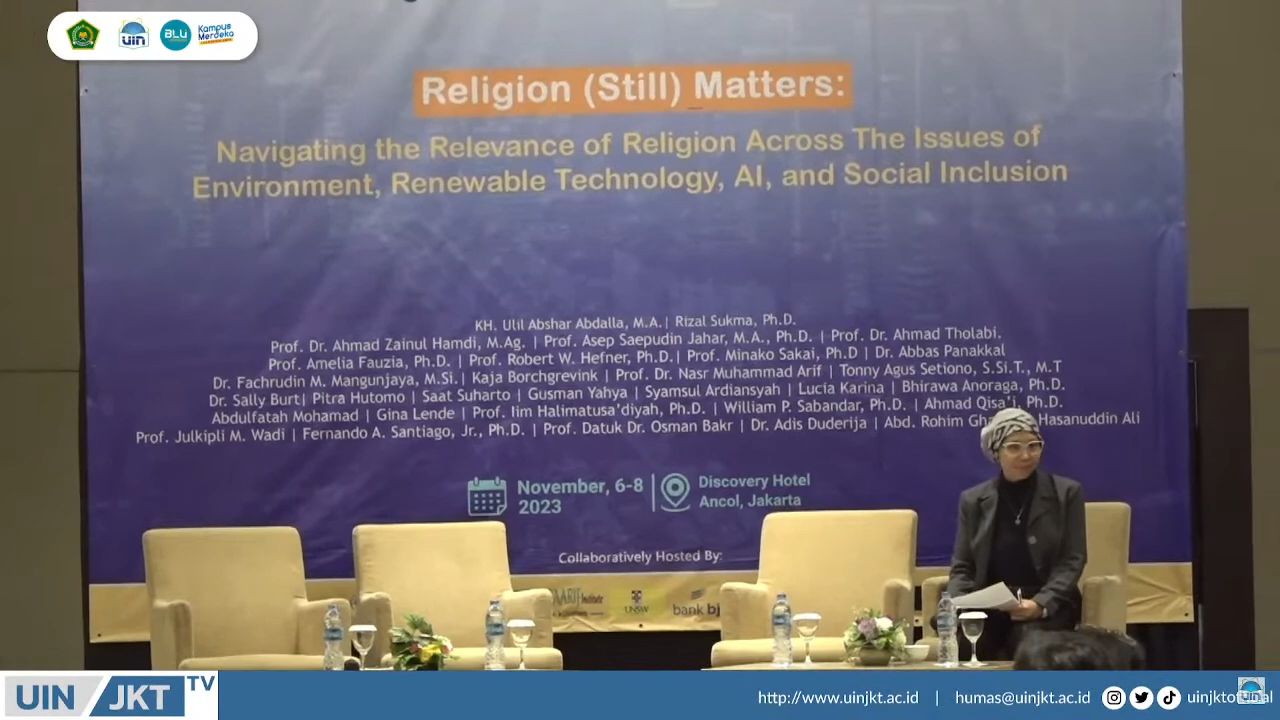 uin
BLU
Kampus
Merdeka
Religion (Still) Matters:
Navigating the Relevance of Religion Across The Issues of
Environment, Renewable Technology, AI, and Social Inclusion
KH. Ulil Abshar Abdalla, M.A.| Rizal Sukma, Ph.D.
Prof. Dr. Ahmad Zainul Hamdi, M.Ag. | Prof. Asep Saepudin Jahar, M.A., Ph.D. | Prof. Dr. Ahmad Tholabi.
Prof. Amelia Fauzia, Ph.D. | Prof. Robert W. Hefner, Ph.D.| Prof. Minako Sakai, Ph.D | Dr. Abbas Panakkal
Dr. Fachrudin M. Mangunjaya, M.Si.| Kaja Borchgrevink | Prof. Dr. Nasr Muhammad Arif | Tonny Agus Setiono, S.Si.T., M.T
Dr. Sally Burt| Pitra Hutomo | Saat Suharto | Gusman Yahya | Syamsul Ardiansyah | Lucia Karina | Bhirawa Anoraga, Ph.D.
Abdulfatah Mohamad | Gina Lende | Prof. Iim Halimatusa'diyah, Ph.D. | William P. Sabandar, Ph.D. | Ahmad Qisa'i, Ph.D.
Prof. Julkipli M. Wadi | Fernando A. Santiago, Jr., Ph.D. | Prof. Datuk Dr. Osman Bakr | Dr. Adis Duderija | Abd. Rohim Hasanuddin Ali
November, 6-8
2023
Discovery Hotel
Ancol, Jakarta
Collaboratively Hosted By:
Institute
UNSW
bank bj
UIN JKT TV
http://www.uinjkt.ac.id | humas@uinjkt.ac.id